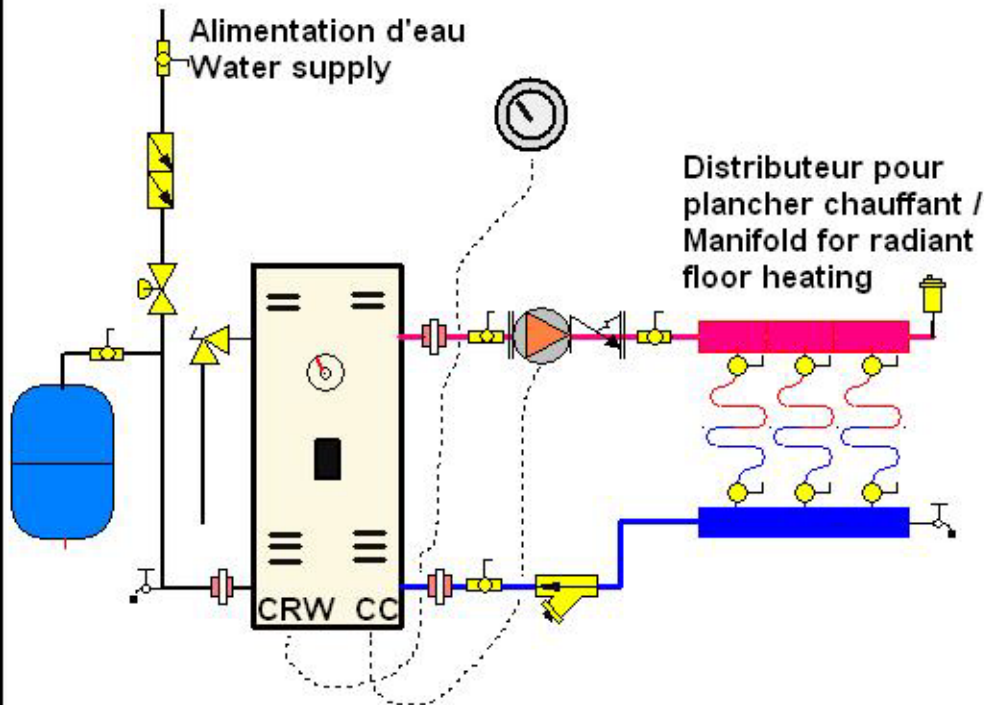 Alimentation d'eau
Water supply
Distributeur pour
plancher chauffant /
Manifold for radiant
floor heating
CRW CC